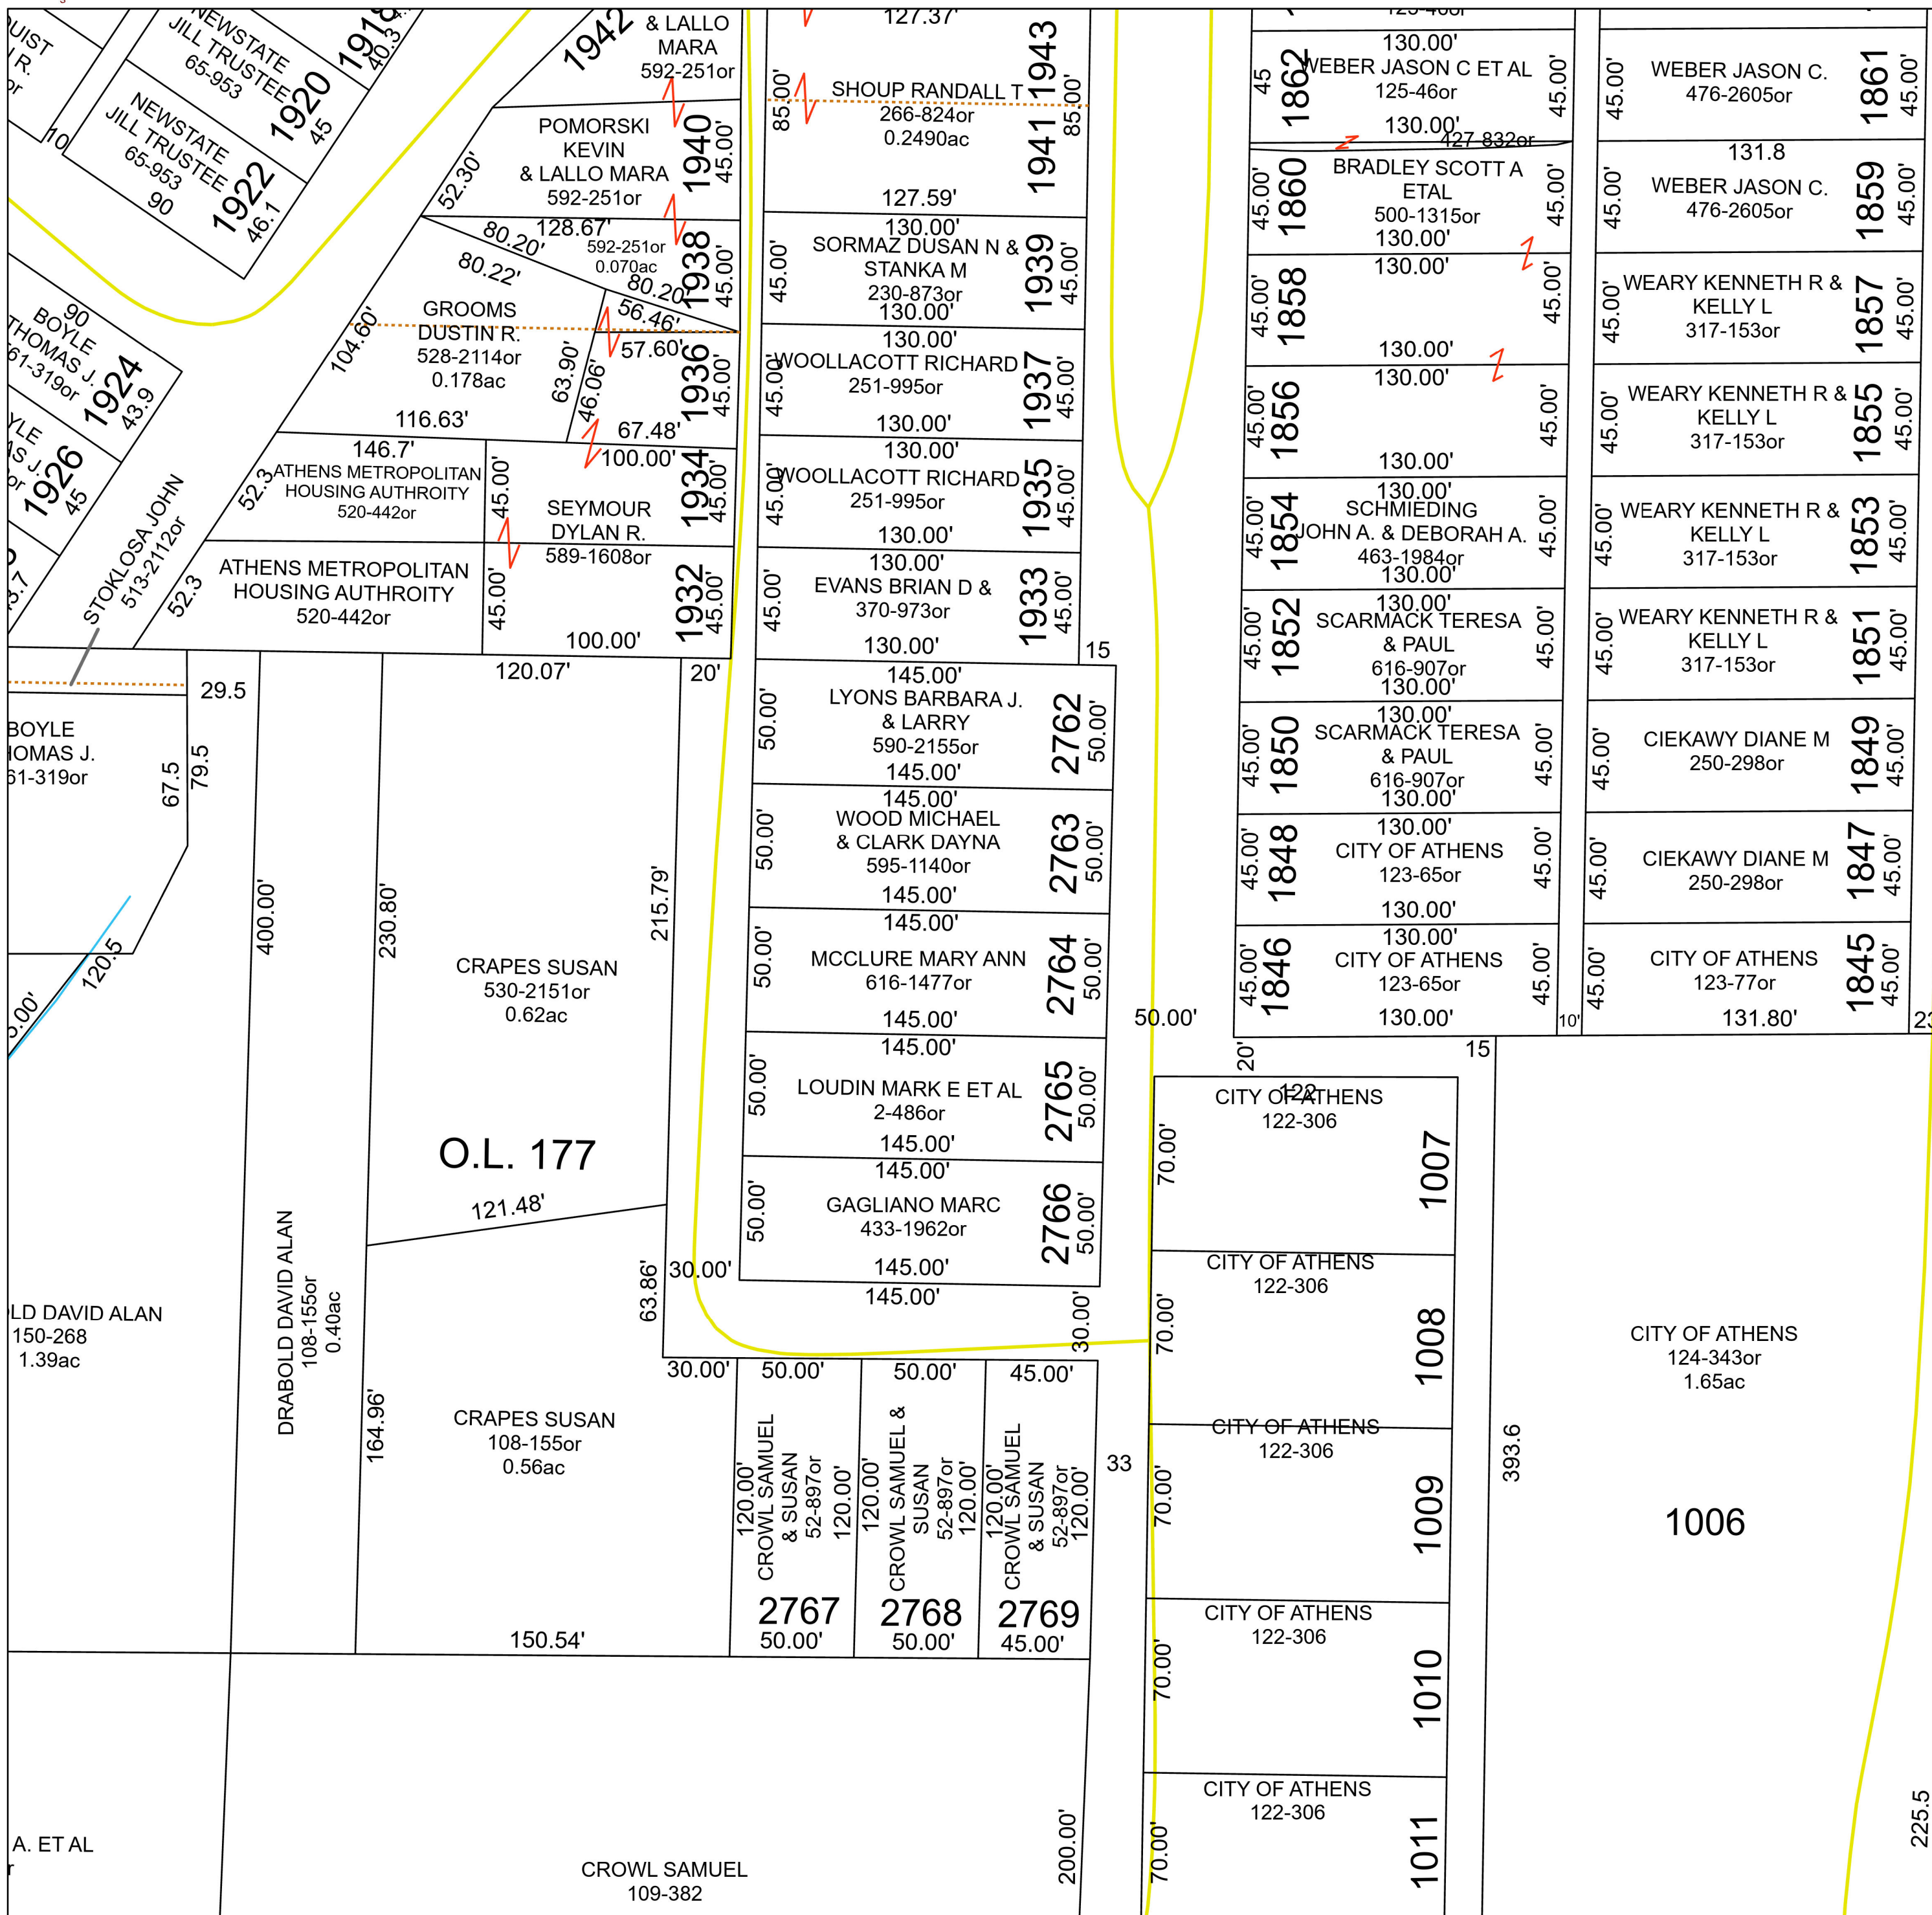 NEWSTATE
JILL TRUSTEE
65-953
1920
45
NEWSTATE
JILL TRUSTEE
65-953
90
1922
46.1
10
UIST
R.
or
1918
40.3
1942
& LALLO
MARA
592-251or
POMORSKI
KEVIN
& LALLO MARA
592-251or
1940
45.00'
52.30'
128.67'
80.20'
592-251or
0.070ac
1938
45.00'
80.22'
80.20'
GROOMS
DUSTIN R.
528-2114or
0.178ac
104.60'
63.90'
116.63'
56.46'
57.60'
46.06'
1936
45.00'
67.48'
146.7'
ATHENS METROPOLITAN
HOUSING AUTHROITY
520-442or
52.3
45.00'
100.00'
1934
45.00'
SEYMOUR
DYLAN R.
589-1608or
ATHENS METROPOLITAN
HOUSING AUTHROITY
520-442or
52.3
45.00'
1932
45.00'
100.00'
90
BOYLE
THOMAS J.
61-319or
1924
43.9
YLE
AS J.
or
1926
45
3.7
STOKLOSA JOHN
513-2112or
29.5
BOYLE
HOMAS J.
61-319or
67.5
79.5
120.5
5.00'
127.37'
1943
85.00'
SHOUP RANDALL T
266-824or
0.2490ac
1941
85.00'
127.59'
130.00'
SORMAZ DUSAN N &
STANKA M
230-873or
130.00'
45.00'
1939
45.00'
130.00'
WOOLLACOTT RICHARD
251-995or
130.00'
45.00'
1937
45.00'
130.00'
WOOLLACOTT RICHARD
251-995or
130.00'
45.00'
1935
45.00'
130.00'
EVANS BRIAN D &
370-973or
130.00'
45.00'
1933
45.00'
15
120.07'
20'
145.00'
LYONS BARBARA J.
& LARRY
590-2155or
145.00'
50.00'
2762
50.00'
145.00'
WOOD MICHAEL
& CLARK DAYNA
595-1140or
145.00'
50.00'
2763
50.00'
145.00'
MCCLURE MARY ANN
616-1477or
145.00'
50.00'
2764
50.00'
145.00'
LOUDIN MARK E ET AL
2-486or
145.00'
50.00'
2765
50.00'
145.00'
GAGLIANO MARC
433-1962or
145.00'
50.00'
2766
50.00'
145.00'
30.00'
30.00'
400.00'
230.80'
215.79'
CRAPES SUSAN
530-2151or
0.62ac
O.L. 177
121.48'
63.86'
DRABOLD DAVID ALAN
108-155or
0.40ac
LD DAVID ALAN
150-268
1.39ac
164.96'
CRAPES SUSAN
108-155or
0.56ac
150.54'
30.00'
50.00'
50.00'
45.00'
120.00'
CROWL SAMUEL
& SUSAN
52-897or
120.00'
2767
50.00'
120.00'
CROWL SAMUEL &
SUSAN
52-897or
120.00'
2768
50.00'
120.00'
CROWL SAMUEL
& SUSAN
52-897or
120.00'
2769
45.00'
33
A. ET AL
r
CROWL SAMUEL
109-382
200.00'
130.00'
45
1862
WEBER JASON C ET AL
125-46or
130.00'
45.00'
427-832or
1860
45.00'
BRADLEY SCOTT A
ETAL
500-1315or
130.00'
45.00'
130.00'
45.00'
1858
45.00'
130.00'
130.00'
45.00'
1856
45.00'
130.00'
130.00'
SCHMIEDING
JOHN A. & DEBORAH A.
463-1984or
130.00'
45.00'
1854
45.00'
130.00'
SCARMACK TERESA
& PAUL
616-907or
130.00'
45.00'
1852
45.00'
130.00'
SCARMACK TERESA
& PAUL
616-907or
130.00'
45.00'
1850
45.00'
130.00'
CITY OF ATHENS
123-65or
130.00'
45.00'
1848
45.00'
130.00'
CITY OF ATHENS
123-65or
130.00'
45.00'
1846
45.00'
10'
50.00'
20'
15
45.00'
WEBER JASON C.
476-2605or
1861
45.00'
131.8
45.00'
WEBER JASON C.
476-2605or
1859
45.00'
45.00'
WEARY KENNETH R &
KELLY L
317-153or
1857
45.00'
45.00'
WEARY KENNETH R &
KELLY L
317-153or
1855
45.00'
45.00'
WEARY KENNETH R &
KELLY L
317-153or
1853
45.00'
45.00'
WEARY KENNETH R &
KELLY L
317-153or
1851
45.00'
45.00'
CIEKAWY DIANE M
250-298or
1849
45.00'
45.00'
CIEKAWY DIANE M
250-298or
1847
45.00'
45.00'
CITY OF ATHENS
123-77or
1845
45.00'
131.80'
23
122
CITY OF ATHENS
122-306
70.00'
1007
CITY OF ATHENS
122-306
70.00'
1008
CITY OF ATHENS
122-306
70.00'
1009
CITY OF ATHENS
122-306
70.00'
1010
CITY OF ATHENS
122-306
70.00'
1011
393.6
CITY OF ATHENS
124-343or
1.65ac
1006
225.5